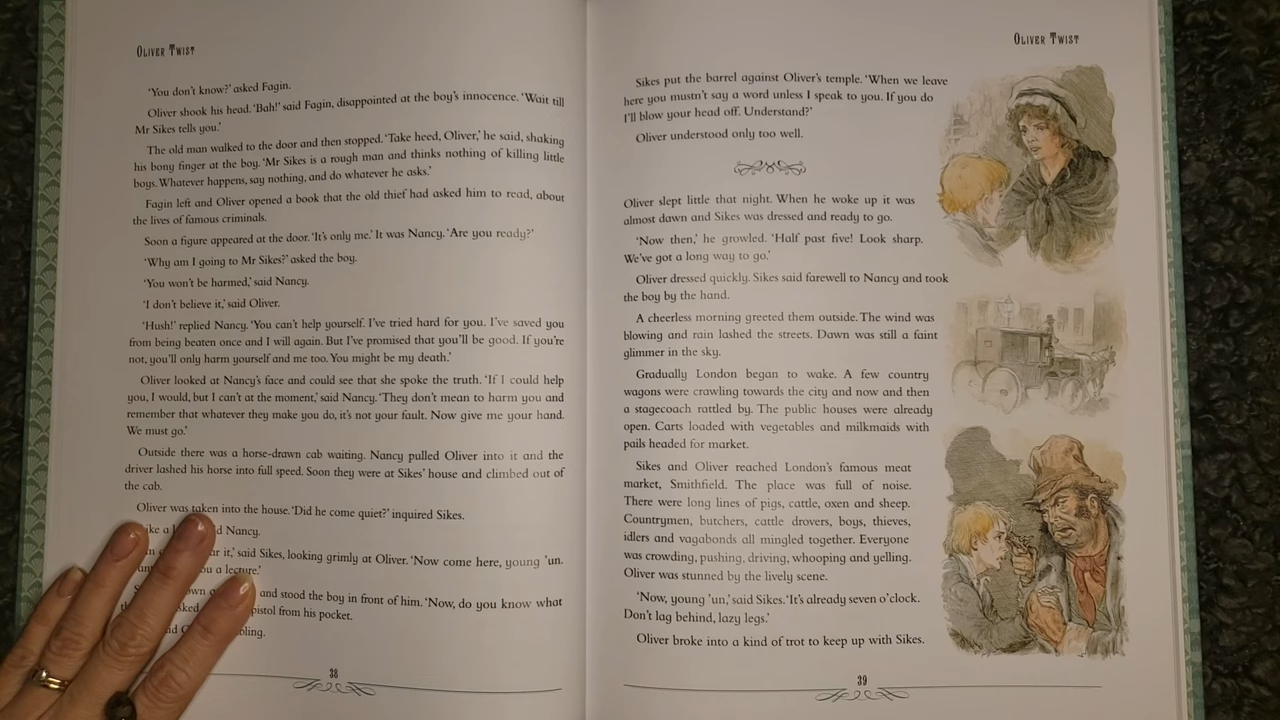 OLIVER TWIST
'You don't know?' asked Fagin.
Oliver shook his head. 'Bah!' said Fagin, disappointed at the boy's innocence. 'Wait till
Mr Sikes tells you.'
The old man walked to the door and then stopped. 'Take heed, Oliver,' he said, shaking
his bony finger at the boy. 'Mr Sikes is a rough man and thinks nothing of killing little
boys. Whatever happens, say nothing, and do whatever he asks.'
Fagin left and Oliver opened a book that the old thief had asked him to read, about
the lives of famous criminals.
Soon a figure appeared at the door. 'It's only me.' It was Nancy. 'Are you ready?'
'Why am I going to Mr Sikes?' asked the boy.
'You won't be harmed,' said Nancy.
'I don't believe it,' said Oliver.
'Hush!' replied Nancy. 'You can't help yourself. I've tried hard for you. I've saved you
from being beaten once and I will again. But I've promised that you'll be good. If you're
not, you'll only harm yourself and me too. You might be my death.'
Oliver looked at Nancy's face and could see that she spoke the truth. 'If I could help
you, I would, but I can't at the moment,' said Nancy. 'They don't mean to harm you and
remember that whatever they make you do, it's not your fault. Now give me your hand.
We must go.'
Outside there was a horse-drawn cab waiting. Nancy pulled Oliver into it and the
driver lashed his horse into full speed. Soon they were at Sikes' house and climbed out of
the cab.
Oliver was taken into the house. 'Did he come quiet?' inquired Sikes.
Nancy.
it,' said Sikes, looking grimly at Oliver. 'Now come here, young 'un.
a lecture.'
and stood the boy in front of him. 'Now, do you know what
pistol from his pocket.
38
OLIVER TWIST
Sikes put the barrel against Oliver's temple. 'When we leave
here you mustn't say a word unless I speak to you. If you do
I'll blow your head off. Understand?'
Oliver understood only too well.
Oliver slept little that night. When he woke up it was
almost dawn and Sikes was dressed and ready to go.
'Now then,' he growled. 'Half past five! Look sharp.
We've got a long way to go.'
Oliver dressed quickly. Sikes said farewell to Nancy and took
the boy by the hand.
A cheerless morning greeted them outside. The wind was
blowing and rain lashed the streets. Dawn was still a faint
glimmer in the sky.
Gradually London began to wake. A few country
wagons were crawling towards the city and now and then
a stagecoach rattled by. The public houses were already
open. Carts loaded with vegetables and milkmaids with
pails headed for market.
Sikes and Oliver reached London's famous meat
market, Smithfield. The place was full of noise.
There were long lines of pigs, cattle, oxen and sheep.
Countrymen, butchers, cattle drovers, boys, thieves,
idlers and vagabonds all mingled together. Everyone
was crowding, pushing, driving, whooping and yelling.
Oliver was stunned by the lively scene.
'Now, young 'un,' said Sikes. 'It's already seven o'clock.
Don't lag behind, lazy legs.'
Oliver broke into a kind of trot to keep up with Sikes.
39